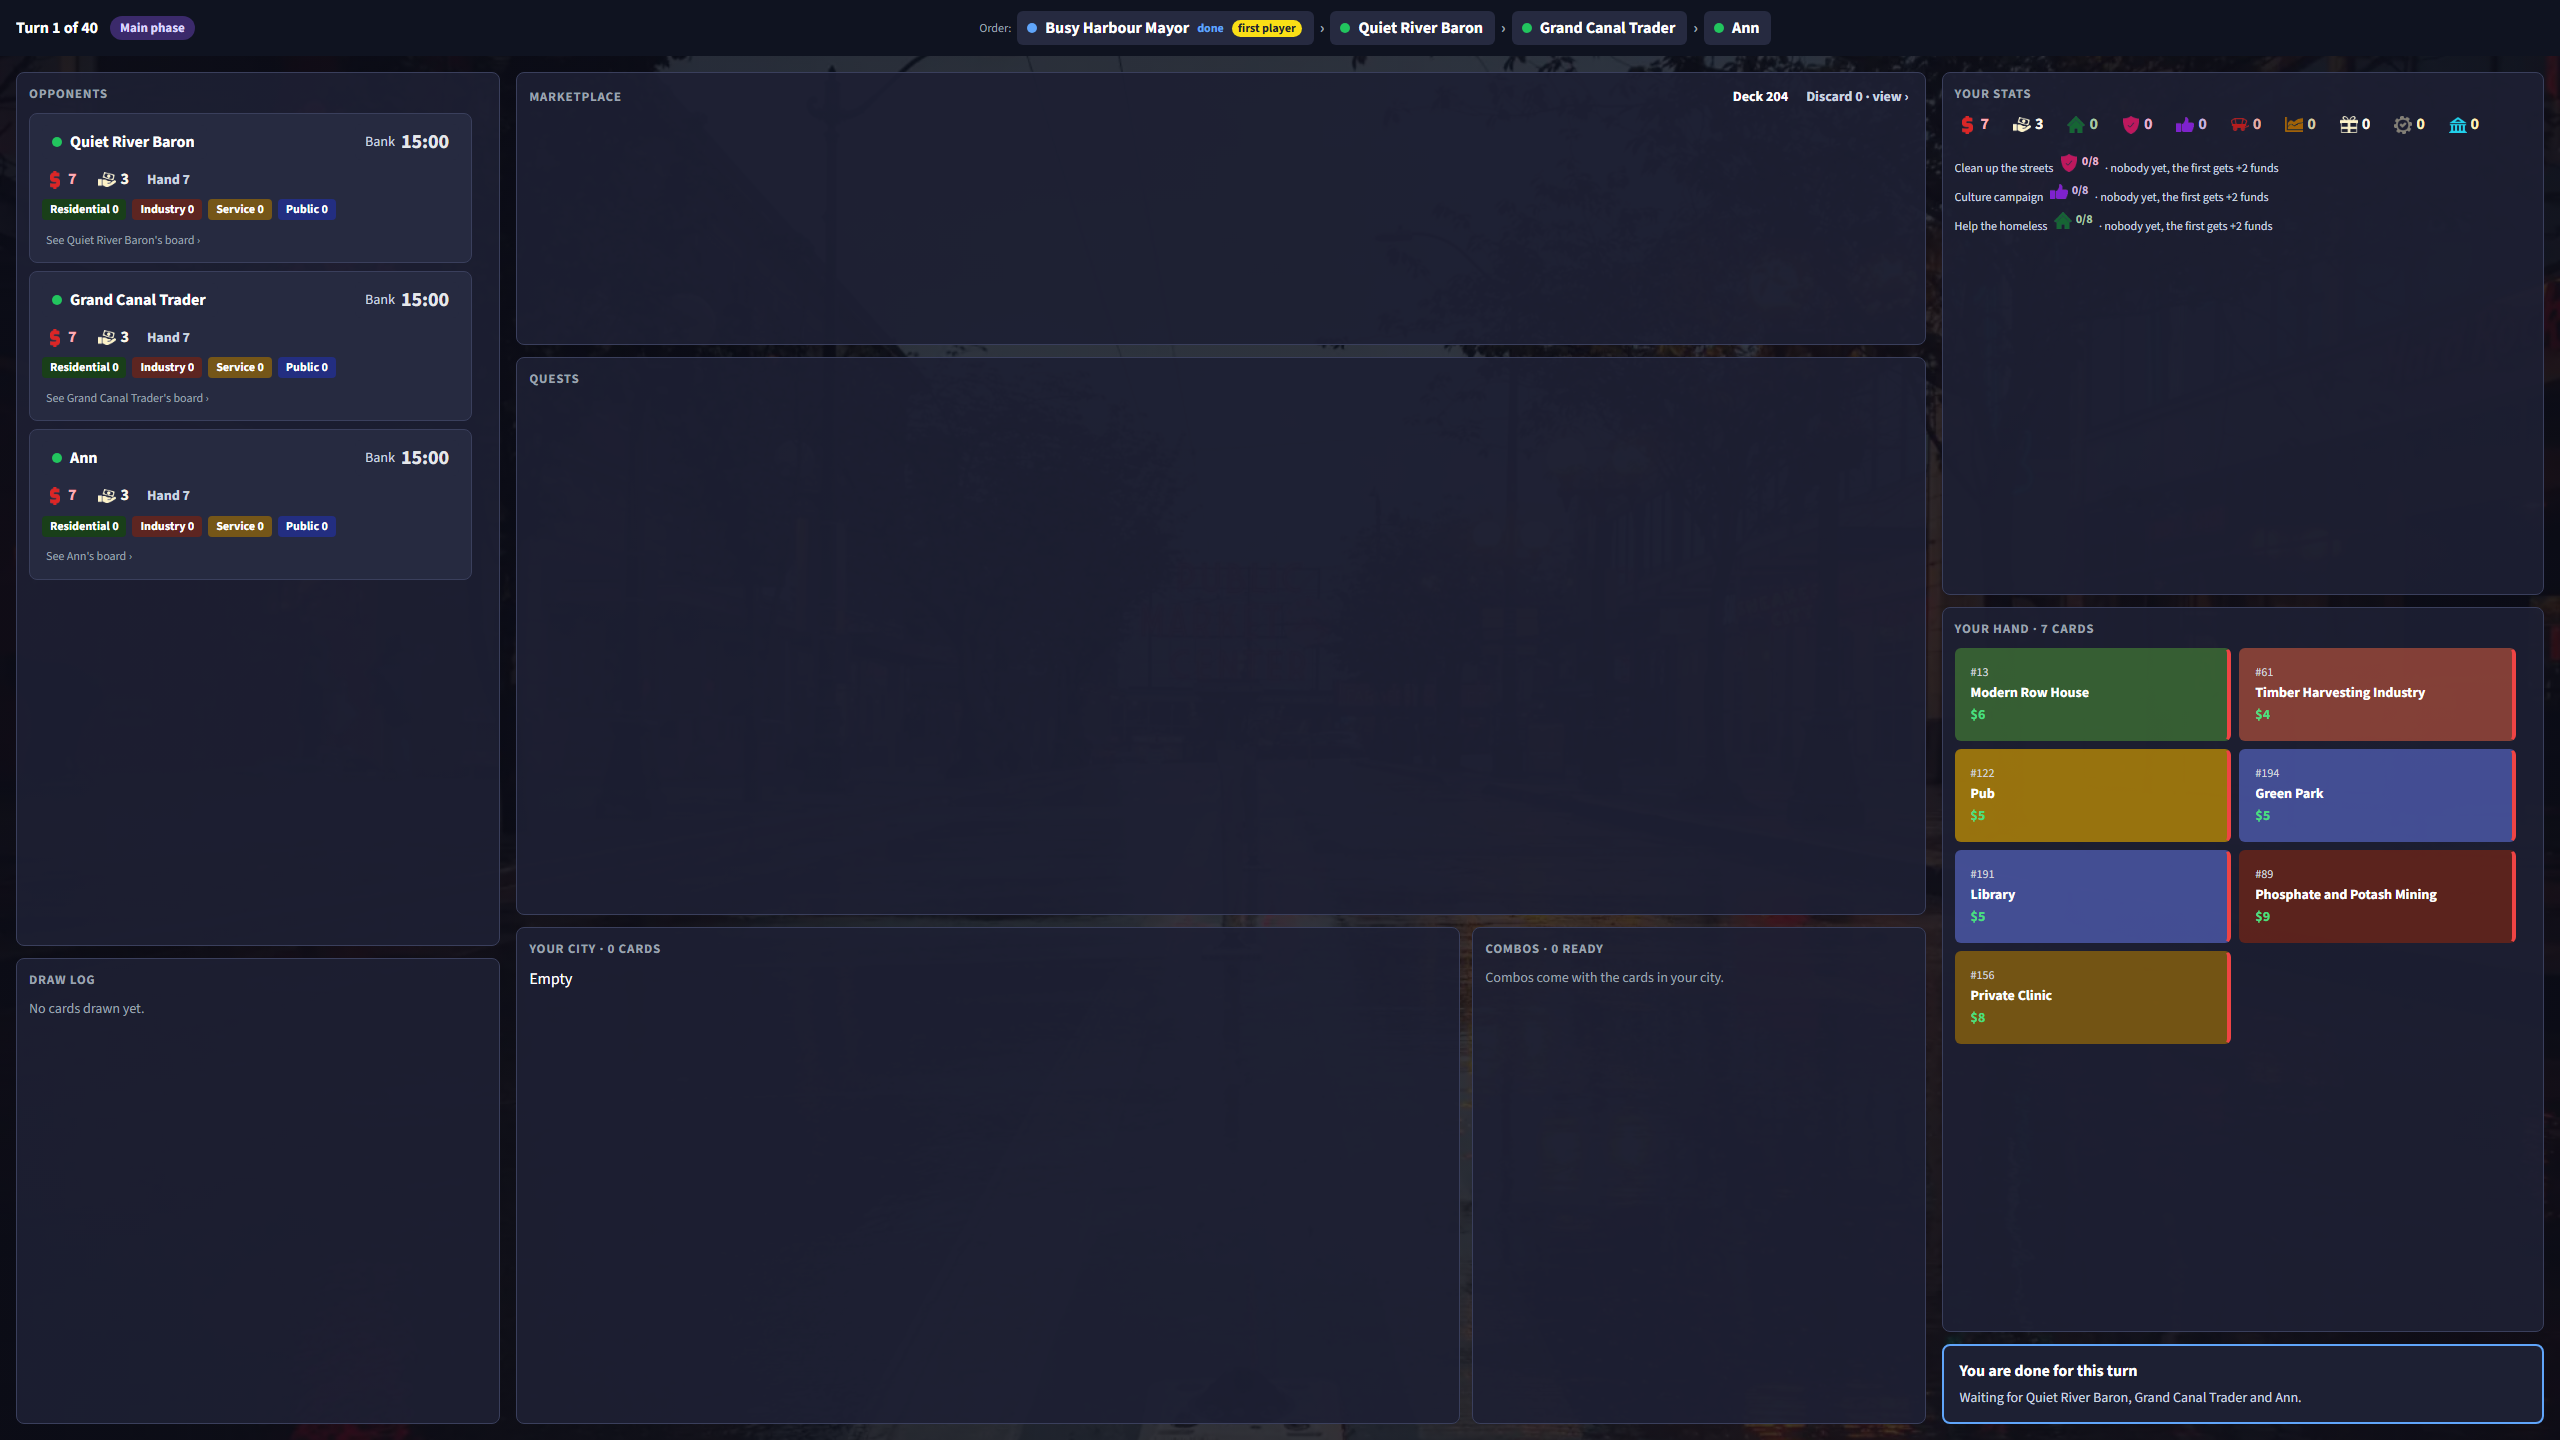 Turn 1 of 40 Main phase
Order: Busy Harbour Mayor done first player › Quiet River Baron › Grand Canal Trader › Ann
OPPONENTS
Quiet River Baron Bank 15:00
7 3 Hand 7
Residential 0 Industry 0 Service 0 Public 0
See Quiet River Baron's board ›
Grand Canal Trader Bank 15:00
7 3 Hand 7
Residential 0 Industry 0 Service 0 Public 0
See Grand Canal Trader's board ›
Ann Bank 15:00
7 3 Hand 7
Residential 0 Industry 0 Service 0 Public 0
See Ann's board ›
DRAW LOG
No cards drawn yet.
MARKETPLACE Deck 204 Discard 0 · view ›
QUESTS
YOUR CITY · 0 CARDS
Empty
COMBOS · 0 READY
Combos come with the cards in your city.
YOUR STATS
7 3 0 0 0 0 0 0 0 0
Clean up the streets 0/8 · nobody yet, the first gets +2 funds
Culture campaign 0/8 · nobody yet, the first gets +2 funds
Help the homeless 0/8 · nobody yet, the first gets +2 funds
YOUR HAND · 7 CARDS
#13
Modern Row House
$6
#61
Timber Harvesting Industry
$4
#122
Pub
$5
#194
Green Park
$5
#191
Library
$5
#89
Phosphate and Potash Mining
$9
#156
Private Clinic
$8
You are done for this turn
Waiting for Quiet River Baron, Grand Canal Trader and Ann.